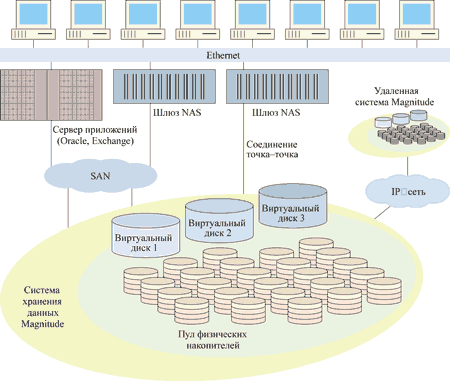 Ethernet
Удаленная
система Magnitude
Шлюз NAS
Шлюз NAS
Сервер приложений
(Oracle, Exchange)
Соединение
точка–точка
SAN
IP□сеть
Виртуальный
диск 1
Виртуальный
диск 2
Виртуальный
диск 3
Система
хранения
данных
Magnitude
Пул физических
накопителей